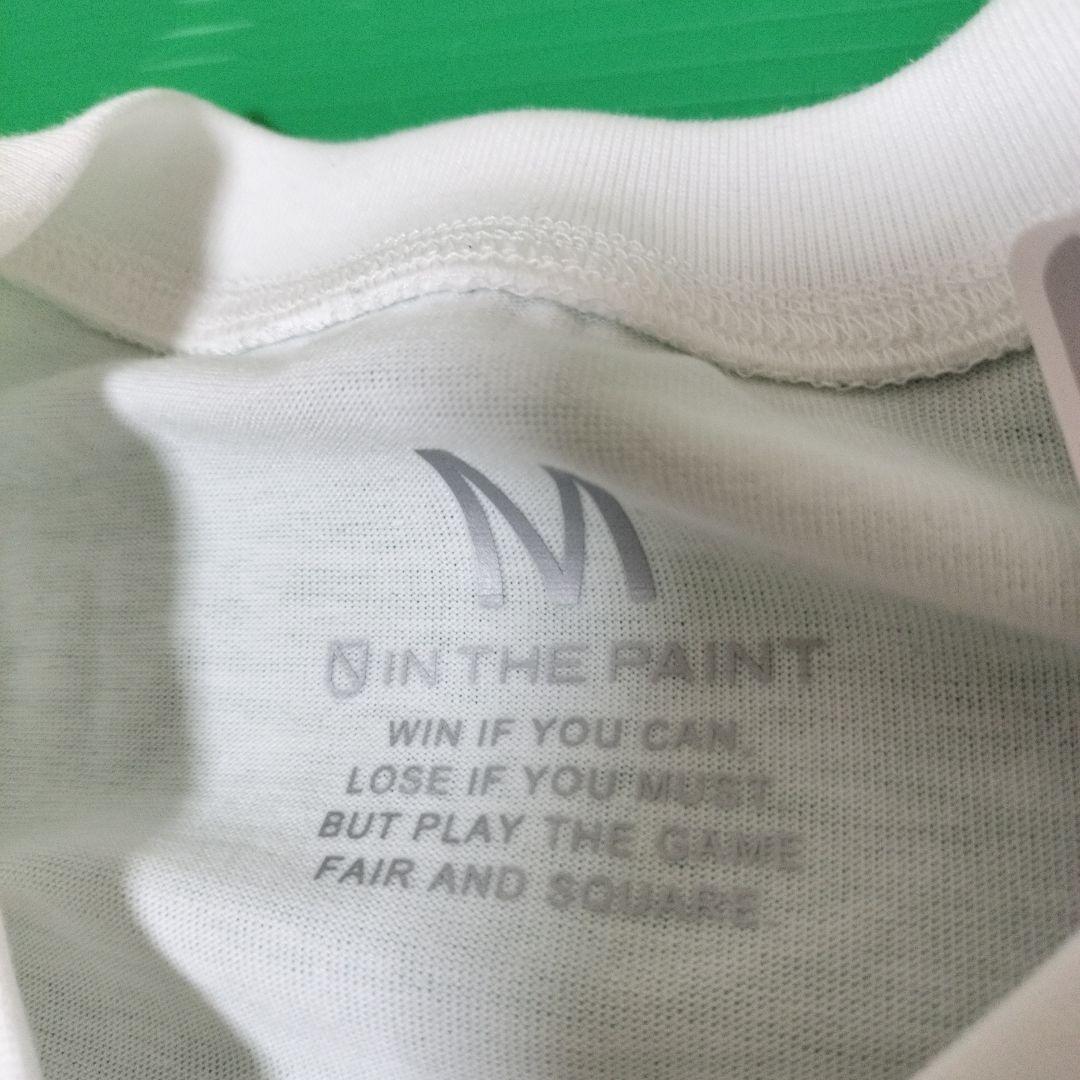 M
IN THE PAINT
WIN IF YOU CAN,
LOSE IF YOU MUST
BUT PLAY THE GAME
FAIR AND SQUARE